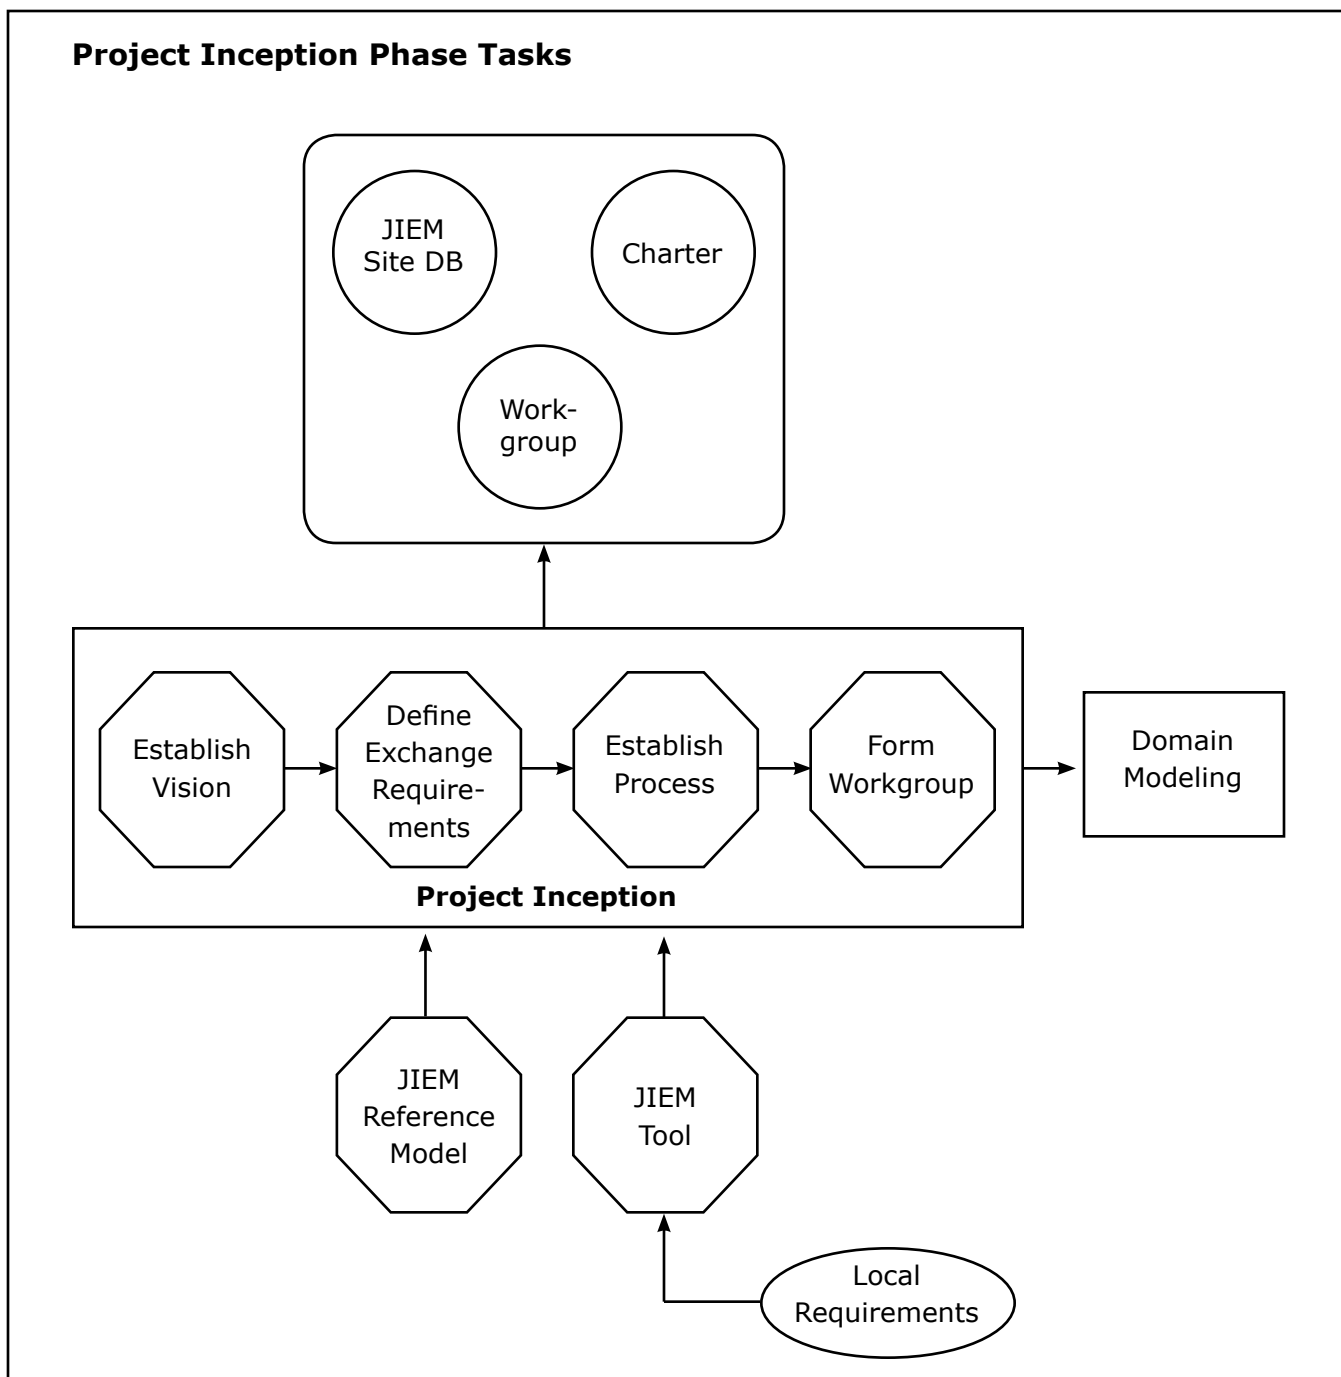 Project Inception Phase Tasks
JIEM
Site DB
Charter
Work-
group
Establish
Vision
Define
Exchange
Require-
ments
Establish
Process
Form
Workgroup
Domain
Modeling
Project Inception
JIEM
Reference
Model
JIEM
Tool
Local
Requirements